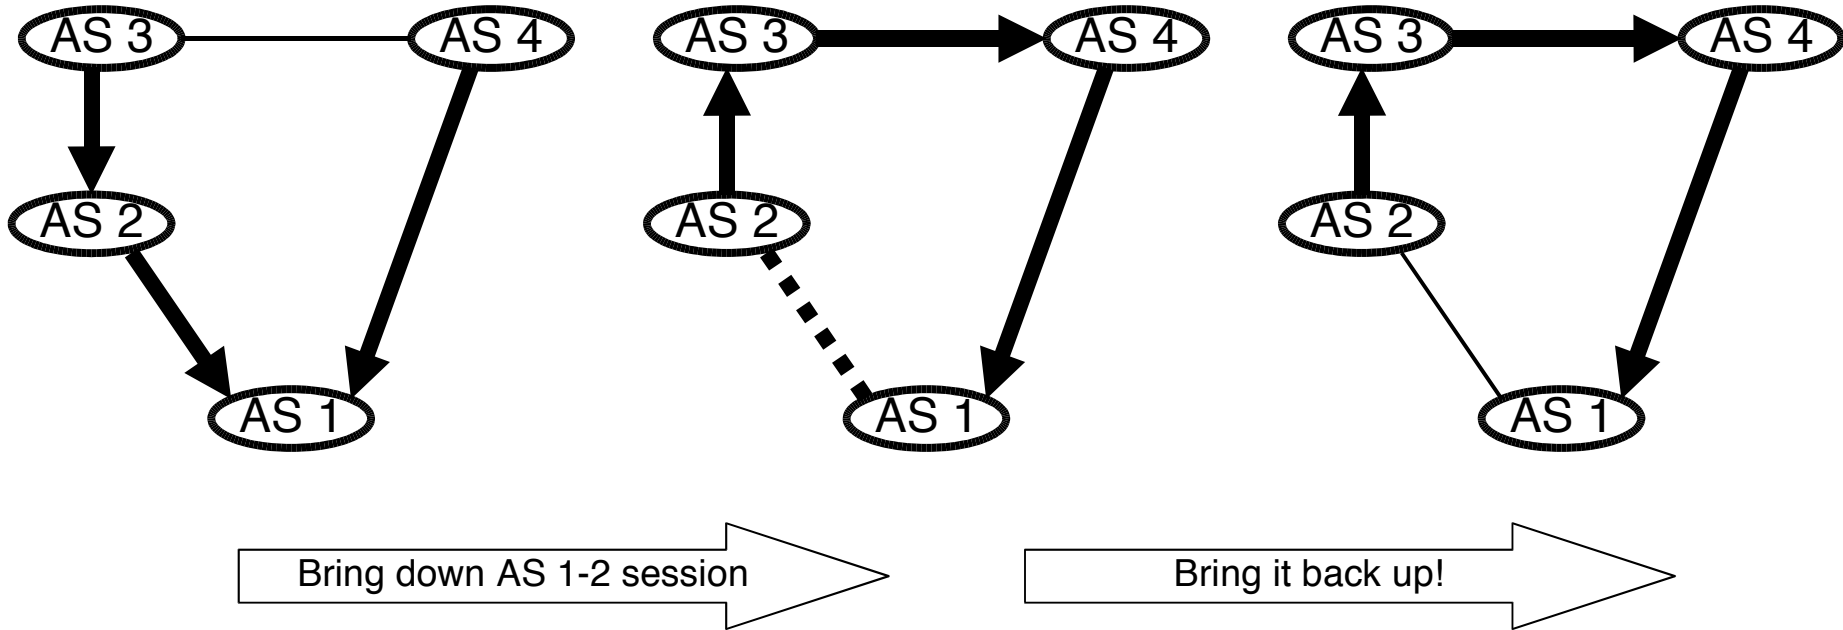 AS 3
AS 4
AS 3
AS 4
AS 3
AS 4
AS 2
AS 2
AS 2
AS 1
AS 1
AS 1
Bring down AS 1-2 session
Bring it back up!